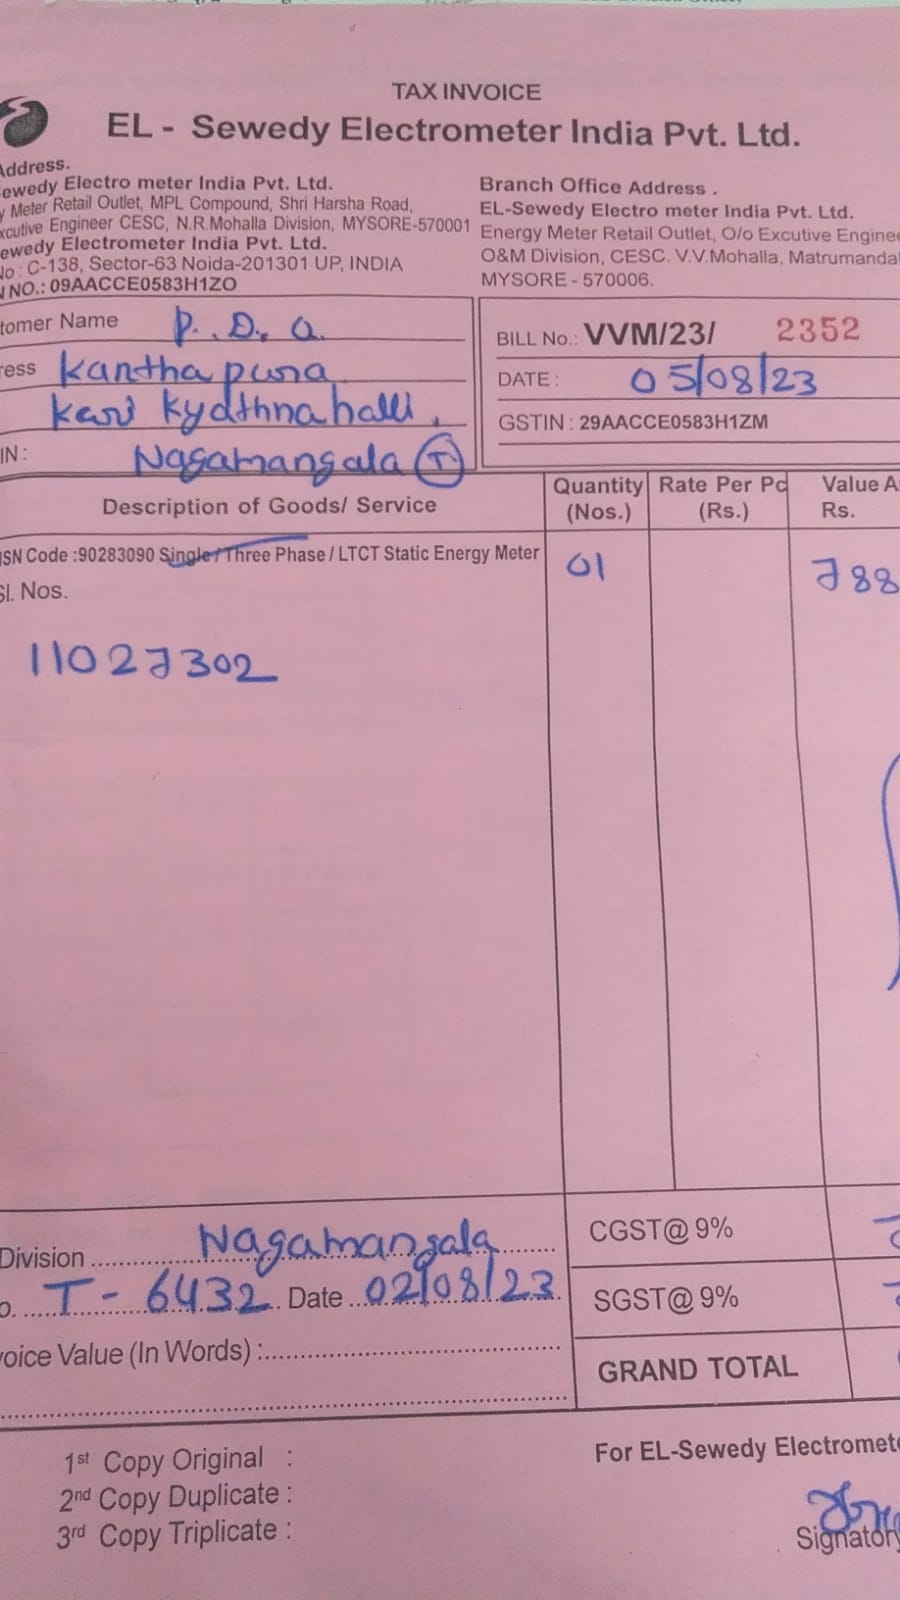 TAX INVOICE
EL - Sewedy Electrometer India Pvt. Ltd.
Address.
ewedy Electro meter India Pvt. Ltd.
y Meter Retail Outlet, MPL Compound, Shri Harsha Road,
xcutive Engineer CESC, N.R.Mohalla Division, MYSORE-570001
ewedy Electrometer India Pvt. Ltd.
No : C-138, Sector-63 Noida-201301 UP, INDIA
NO.: 09AACCE0583H1ZO
Branch Office Address .
EL-Sewedy Electro meter India Pvt. Ltd.
Energy Meter Retail Outlet, O/o Excutive Enginee
O&M Division, CESC. V.V.Mohalla, Matrumanda
MYSORE - 570006.
tomer Name P. D. O.
ress Kantha pura
Kari Kyathnahalli.
IN : Nagamangala (T)
BILL No.: VVM/23/ 2352
DATE : 05/08/23
GSTIN : 29AACCE0583H1ZM
Description of Goods/ Service
Quantity (Nos.)
Rate Per Pc (Rs.)
Value A
Rs.
SN Code :90283090 Single / Three Phase / LTCT Static Energy Meter 01 788
Sl. Nos.
11027302
Division Nagamangala
o. T - 6432 Date 02/08/23
voice Value (In Words) :
CGST@ 9%
SGST@ 9%
GRAND TOTAL
1st Copy Original :
2nd Copy Duplicate :
3rd Copy Triplicate :
For EL-Sewedy Electromete
Signatory